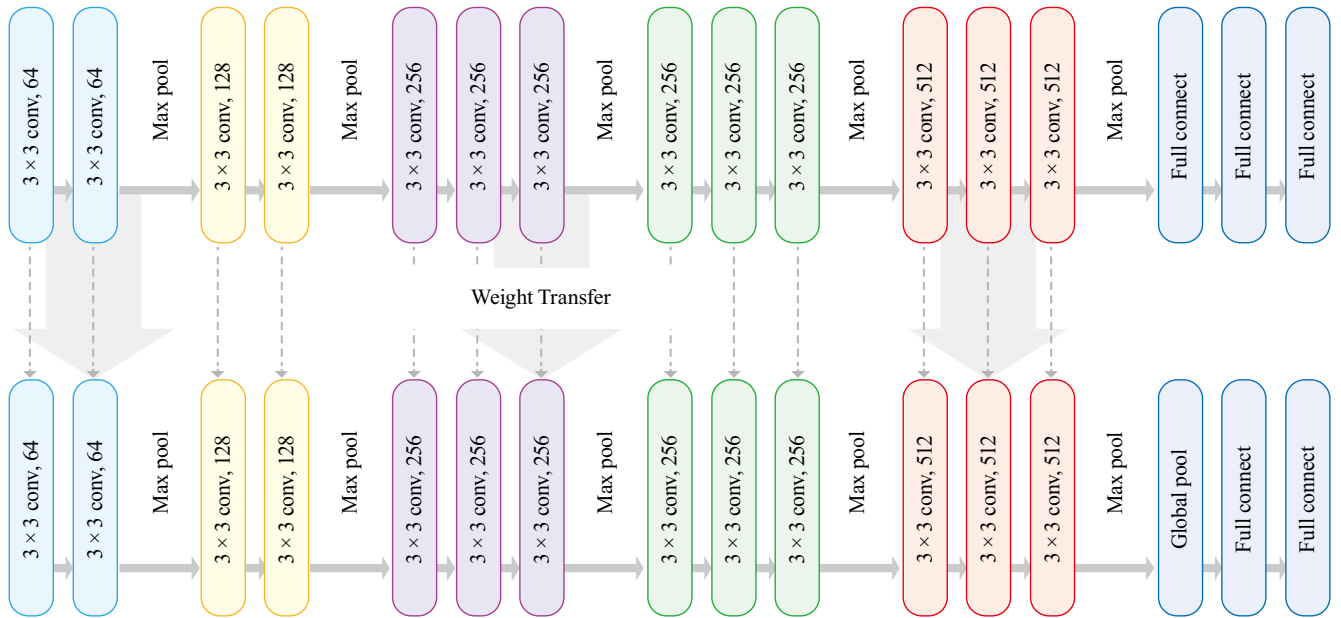 3 × 3 conv, 64
3 × 3 conv, 64
Max pool
3 × 3 conv, 128
3 × 3 conv, 128
Max pool
3 × 3 conv, 256
3 × 3 conv, 256
3 × 3 conv, 256
Max pool
3 × 3 conv, 256
3 × 3 conv, 256
3 × 3 conv, 256
Max pool
3 × 3 conv, 512
3 × 3 conv, 512
3 × 3 conv, 512
Max pool
Full connect
Full connect
Full connect
Weight Transfer
3 × 3 conv, 64
3 × 3 conv, 64
Max pool
3 × 3 conv, 128
3 × 3 conv, 128
Max pool
3 × 3 conv, 256
3 × 3 conv, 256
3 × 3 conv, 256
Max pool
3 × 3 conv, 256
3 × 3 conv, 256
3 × 3 conv, 256
Max pool
3 × 3 conv, 512
3 × 3 conv, 512
3 × 3 conv, 512
Max pool
Global pool
Full connect
Full connect